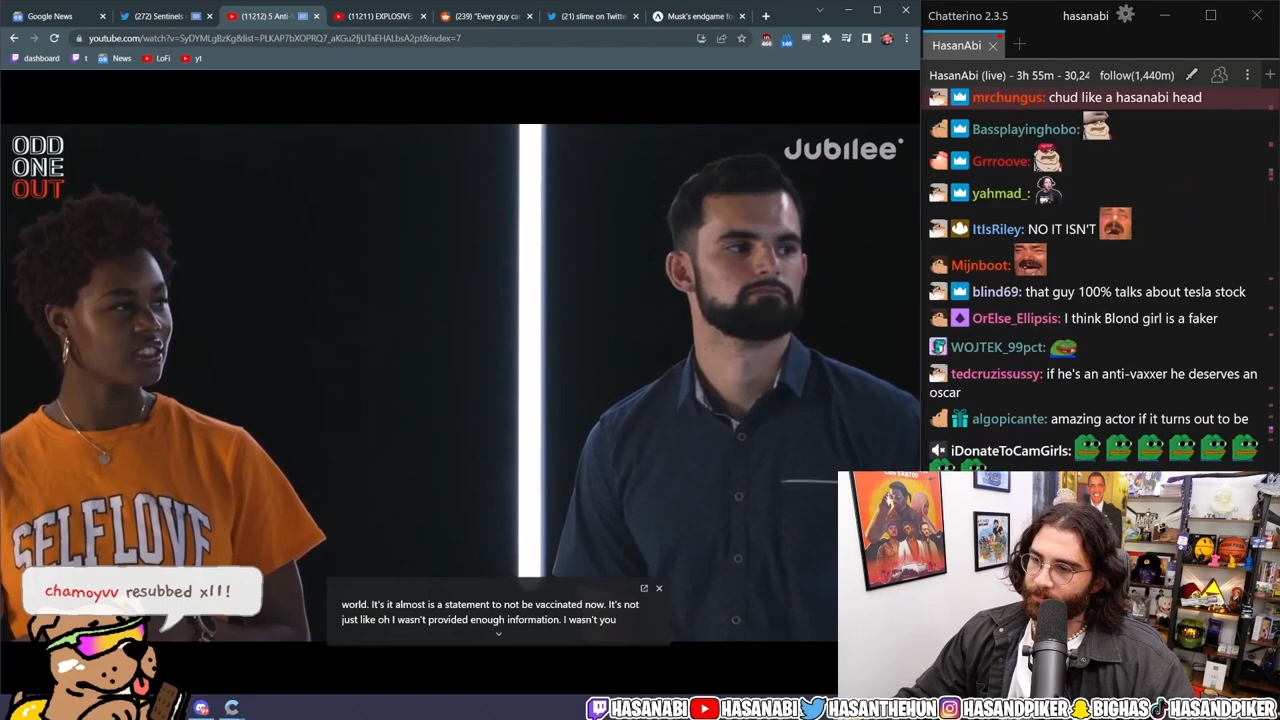 Google News
(272) Sentinels
(11212) 5 Anti-V
(11211) EXPLOSIVE
(239) "Every guy can
(21) slime on Twitter
Musk's endgame fo
youtube.com/watch?v=SyDYMLgBzKg&list=PLKAP7bXOPRQ7_aKGu2fjUTaEHALbsA2pt&index=7
466
140
dashboard
t
News
LoFi
yt
ODD
ONE
OUT
Jubilee
SELFLOVE
chamoyvv resubbed x11!
world. It's it almost is a statement to not be vaccinated now. It's not
just like oh I wasn't provided enough information. I wasn't you
Chatterino 2.3.5
hasanabi
HasanAbi
HasanAbi (live) - 3h 55m - 30,24
follow(1,440m)
mrchungus: chud like a hasanabi head
Bassplayinghobo:
Grrroove:
yahmad_:
ItIsRiley: NO IT ISN'T
Mijnboot:
blind69: that guy 100% talks about tesla stock
OrElse_Ellipsis: I think Blond girl is a faker
WOJTEK_99pct:
tedcruzissussy: if he's an anti-vaxxer he deserves an
oscar
algopicante: amazing actor if it turns out to be
iDonateToCamGirls:
HASANABI
HASANABI
HASANTHEHUN
HASANDPIKER
BIGHAS
HASANDPIKER